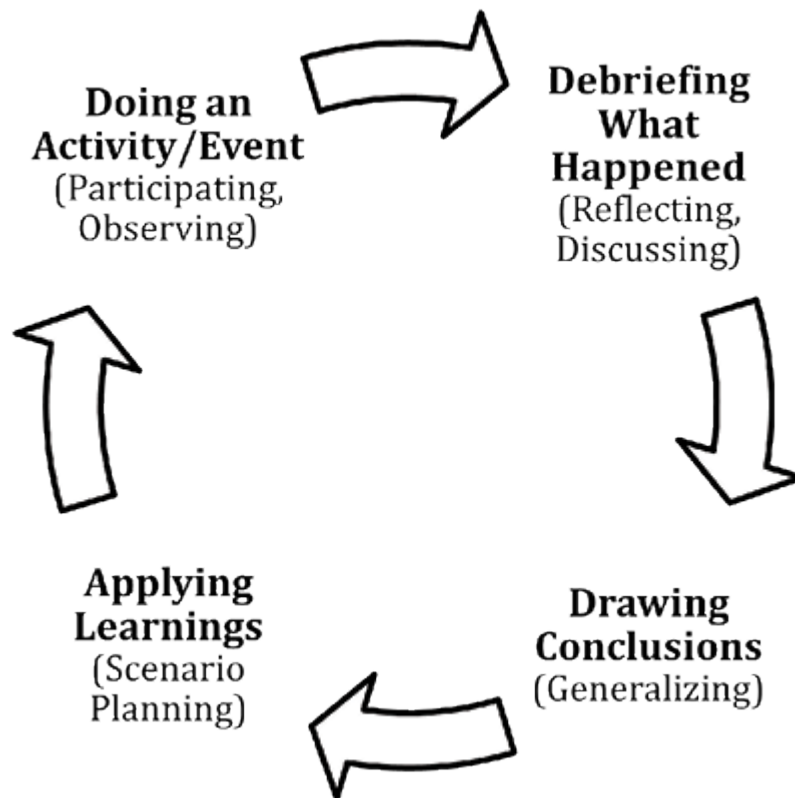 Doing an
Activity/Event
(Participating,
Observing)
Debriefing
What
Happened
(Reflecting,
Discussing)
Drawing
Conclusions
(Generalizing)
Applying
Learnings
(Scenario
Planning)